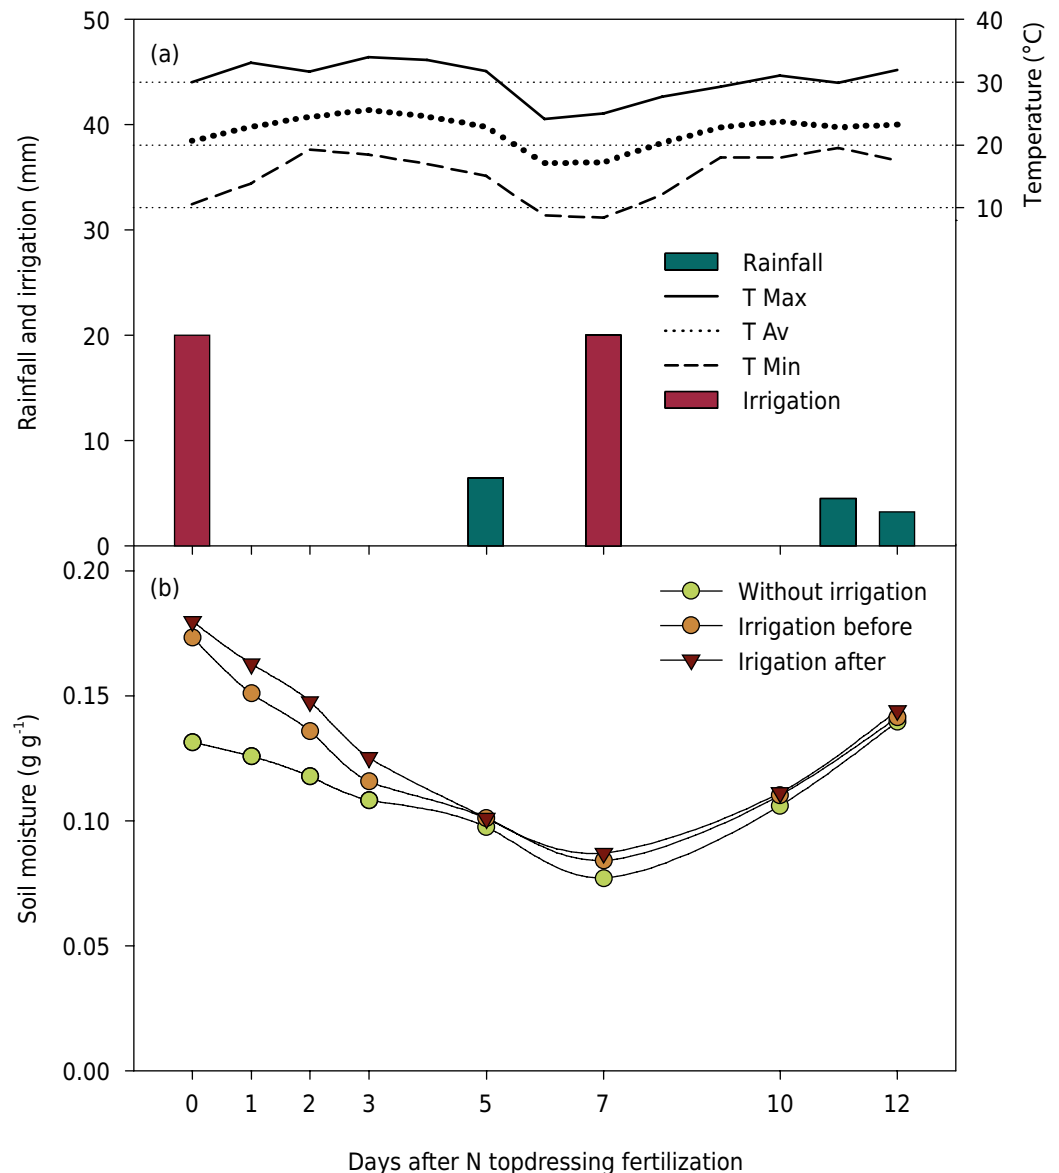 (a)
50
40
30
20
10
0
Rainfall and irrigation (mm)
40
30
20
10
Temperature (°C)
Rainfall
T Max
T Av
T Min
Irrigation
(b)
0.20
0.15
0.10
0.05
0.00
Soil moisture (g g⁻¹)
Without irrigation
Irrigation before
Irigation after
0 1 2 3 5 7 10 12
Days after N topdressing fertilization